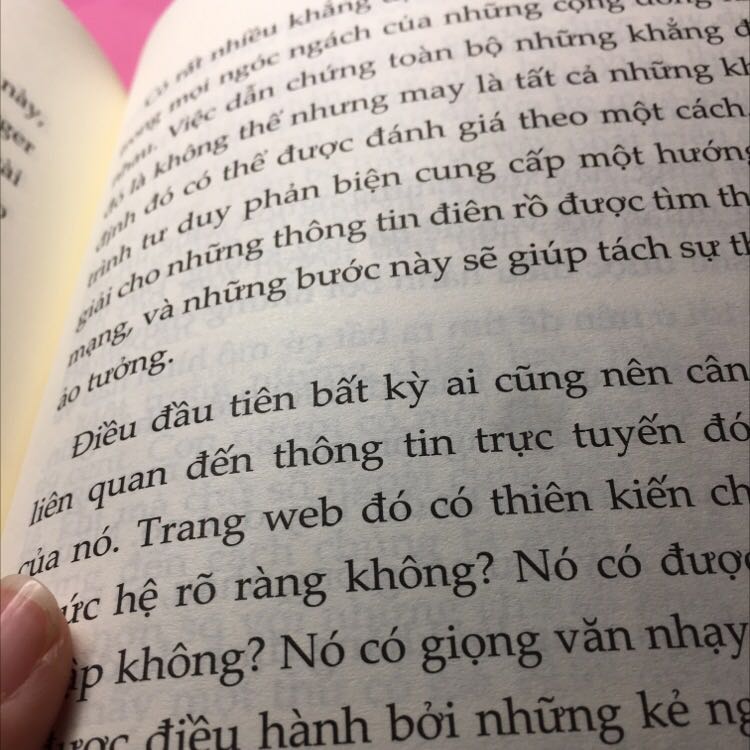 này,
ger
ài
Có rất nhiều khẳng
trong mọi ngóc ngách của những cộng đồng
nhau. Việc dẫn chứng toàn bộ những khẳng đ
đó là không thể nhưng may là tất cả những kh
định đó có thể được đánh giá theo một cách
trình tư duy phản biện cung cấp một hướng
giải cho những thông tin điên rồ được tìm th
mạng, và những bước này sẽ giúp tách sự th
ảo tưởng.
Điều đầu tiên bất kỳ ai cũng nên cân
liên quan đến thông tin trực tuyến đó
của nó. Trang web đó có thiên kiến ch
ức hệ rõ ràng không? Nó có được
ập không? Nó có giọng văn nhạy
được điều hành bởi những kẻ ng